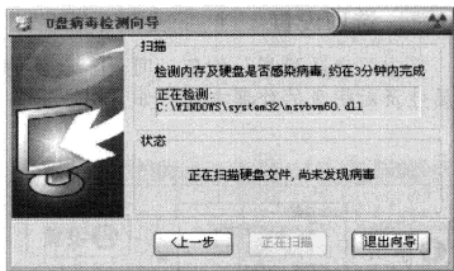 U盘病毒检测向导
扫描
检测内存及硬盘是否感染病毒,约在3分钟内完成
正在检测:
C:\WINDOWS\system32\msvbvm60.dll
状态
正在扫描硬盘文件,尚未发现病毒
<上一步
正在扫描
退出向导